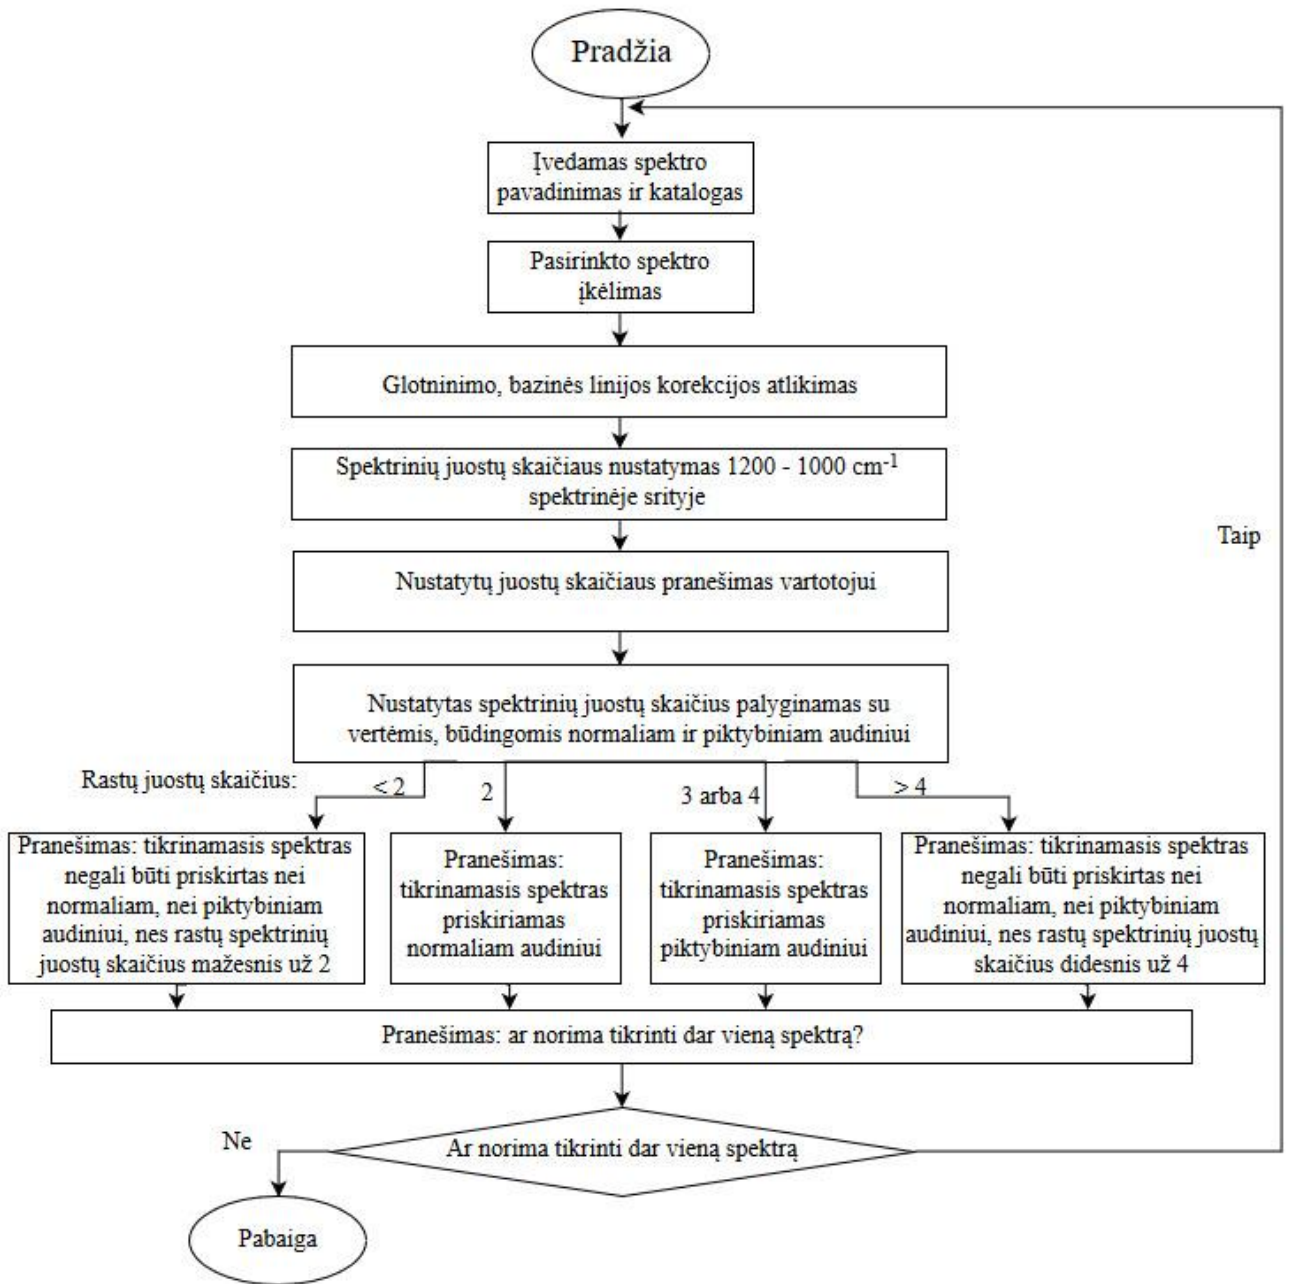 Pradžia
Įvedamas spektro
pavadinimas ir katalogas
Pasirinkto spektro
įkėlimas
Glotninimo, bazinės linijos korekcijos atlikimas
Spektrinių juostų skaičiaus nustatymas 1200 - 1000 cm⁻¹
spektrinėje srityje
Taip
Nustatytų juostų skaičiaus pranešimas vartotojui
Nustatytas spektrinių juostų skaičius palyginamas su
vertėmis, būdingomis normaliam ir piktybiniam audiniui
Rastų juostų skaičius:
< 2
2
3 arba 4
> 4
Pranešimas: tikrinamasis spektras
negali būti priskirtas nei
normaliam, nei piktybiniam
audiniui, nes rastų spektrinių
juostų skaičius mažesnis už 2
Pranešimas:
tikrinamasis spektras
priskiriamas
normaliam audiniui
Pranešimas:
tikrinamasis spektras
priskiriamas
piktybiniam audiniui
Pranešimas: tikrinamasis spektras
negali būti priskirtas nei
normaliam, nei piktybiniam
audiniui, nes rastų spektrinių juostų
skaičius didesnis už 4
Pranešimas: ar norima tikrinti dar vieną spektrą?
Ne
Ar norima tikrinti dar vieną spektrą
Pabaiga